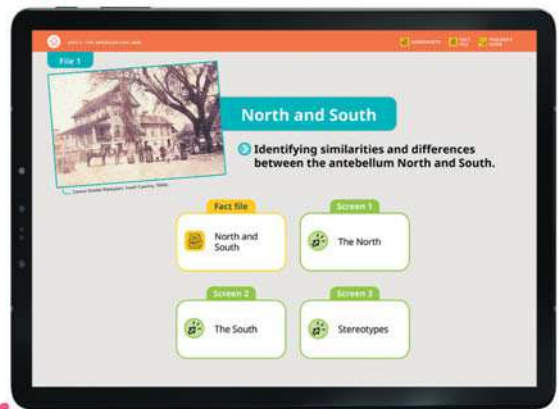 File 1
North and South
Identifying similarities and differences
between the antebellum North and South.
Fact file
North and
South
Screen 1
The North
Screen 2
The South
Screen 3
Stereotypes